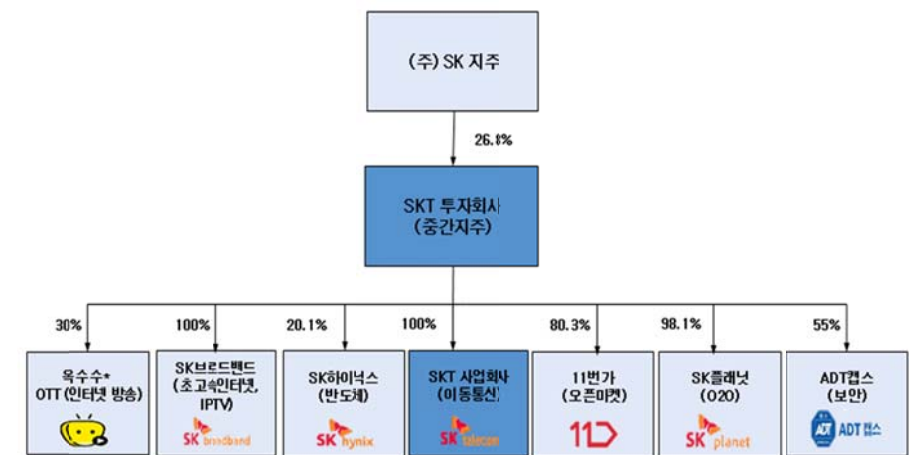 (주) SK 지주
26.8%
SKT 투자회사
(중간지주)
30%
100%
20.1%
100%
80.3%
98.1%
55%
옥수수*
OTT (인터넷 방송)
SK브로드밴드
(초고속인터넷,
IPTV)
SK broadband
SK하이닉스
(반도체)
SK hynix
SKT 사업회사
(이동통신)
SK telecom
11번가
(오픈마켓)
11
SK플래닛
(O2O)
SK planet
ADT캡스
(보안)
ADT
ADT 캡스